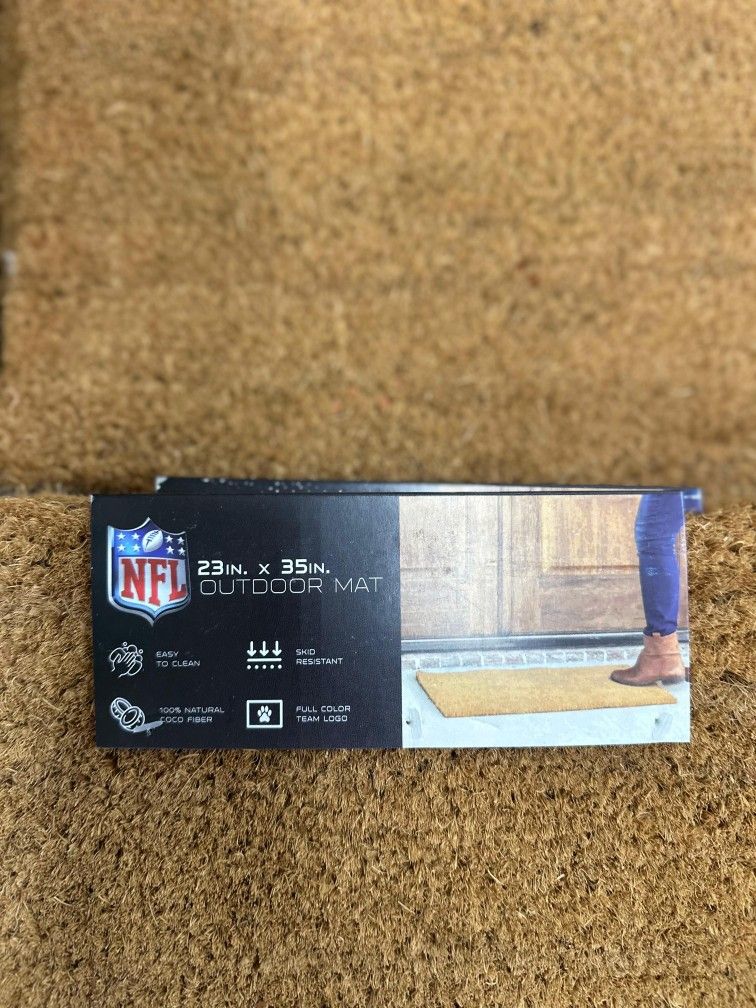 NFL
23IN. X 35IN.
OUTDOOR MAT
EASY
TO CLEAN
SKID
RESISTANT
100% NATURAL
COCO FIBER
FULL COLOR
TEAM LOGO